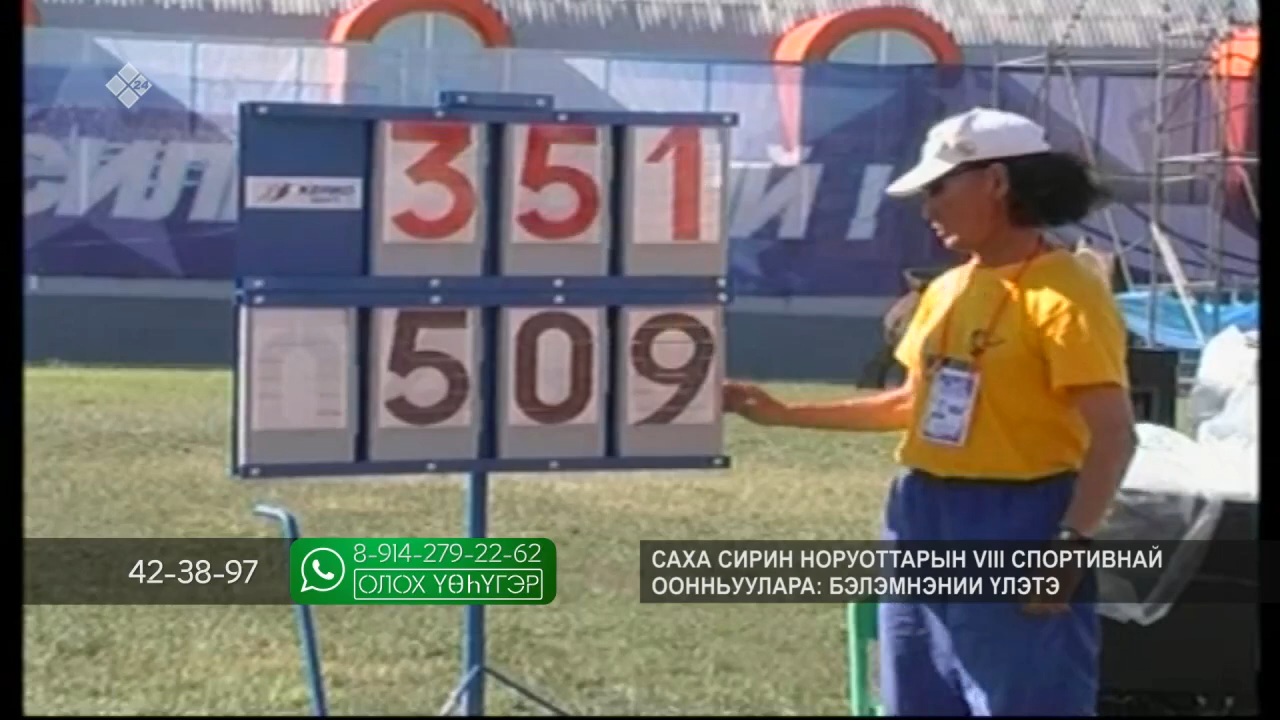 24
351
509
42-38-97
8-914-279-22-62
ОЛОХ ҮӨҺҮГЭР
САХА СИРИН НОРУОТТАРЫН VIII СПОРТИВНАЙ
ООННЬУУЛАРА: БЭЛЭМНЭНИИ ҮЛЭТЭ